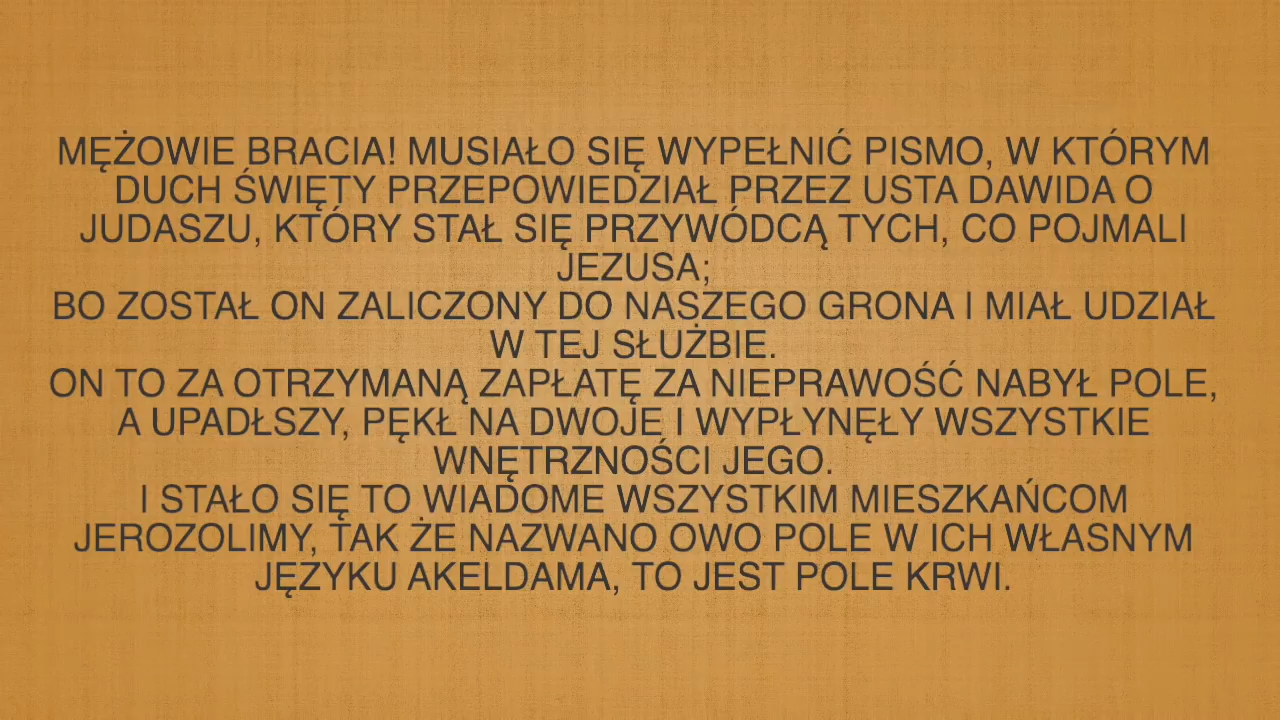 MĘŻOWIE BRACIA! MUSIAŁO SIĘ WYPEŁNIĆ PISMO, W KTÓRYM
DUCH ŚWIĘTY PRZEPOWIEDZIAŁ PRZEZ USTA DAWIDA O
JUDASZU, KTÓRY STAŁ SIĘ PRZYWÓDCĄ TYCH, CO POJMALI
JEZUSA;
BO ZOSTAŁ ON ZALICZONY DO NASZEGO GRONA I MIAŁ UDZIAŁ
W TEJ SŁUŻBIE.
ON TO ZA OTRZYMANĄ ZAPŁATĘ ZA NIEPRAWOŚĆ NABYŁ POLE,
A UPADŁSZY, PĘKŁ NA DWOJE I WYPŁYNĘŁY WSZYSTKIE
WNĘTRZNOŚCI JEGO.
I STAŁO SIĘ TO WIADOME WSZYSTKIM MIESZKAŃCOM
JEROZOLIMY, TAK ŻE NAZWANO OWO POLE W ICH WŁASNYM
JĘZYKU AKELDAMA, TO JEST POLE KRWI.